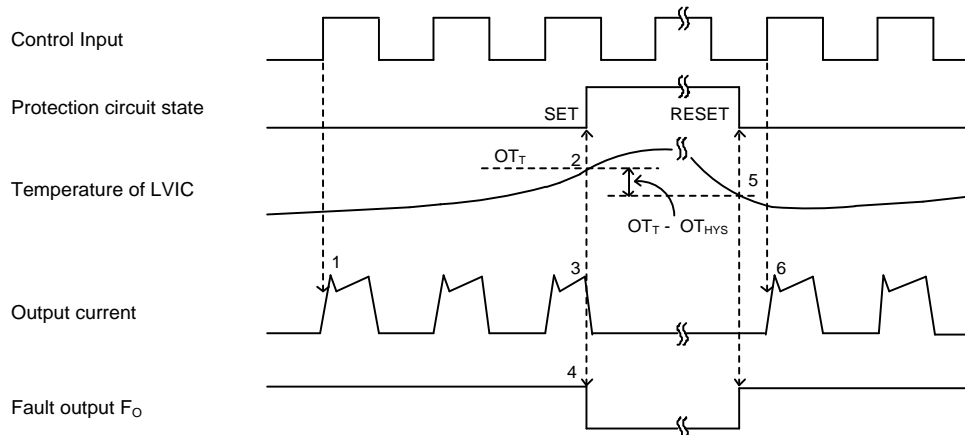 Control Input
Protection circuit state
SET
RESET
OT_T
2
5
Temperature of LVIC
OT_T - OT_HYS
1
3
6
Output current
4
Fault output F_O